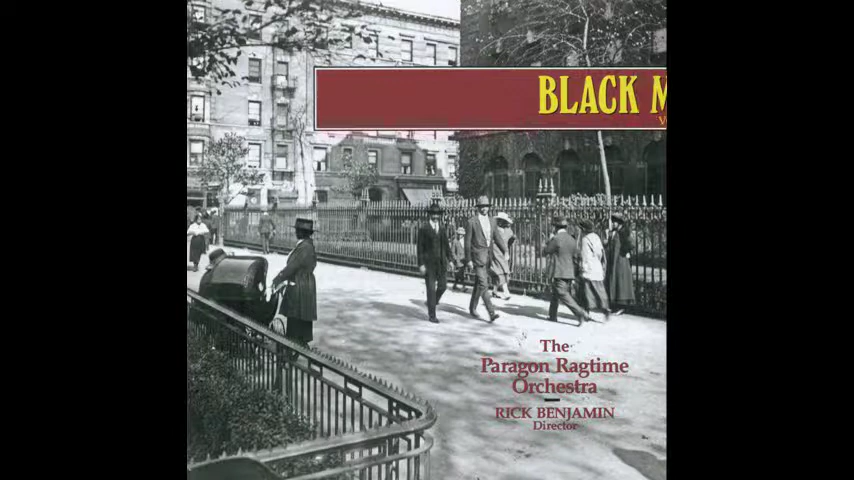 BLACK M
The
Paragon Ragtime
Orchestra
RICK BENJAMIN
Director